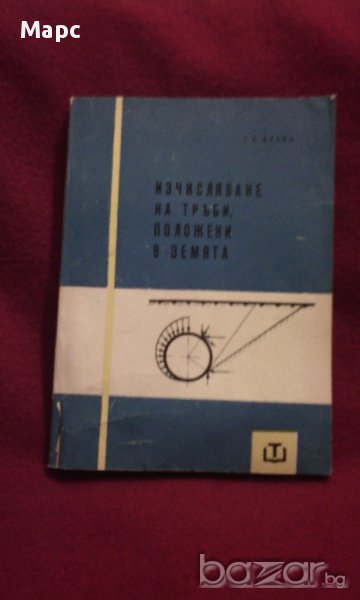 Марс
ИЗЧИСЛЯВАНЕ
НА ТРЪБИ,
ПОЛОЖЕНИ
В ЗЕМЯТА
Т
bazar.bg